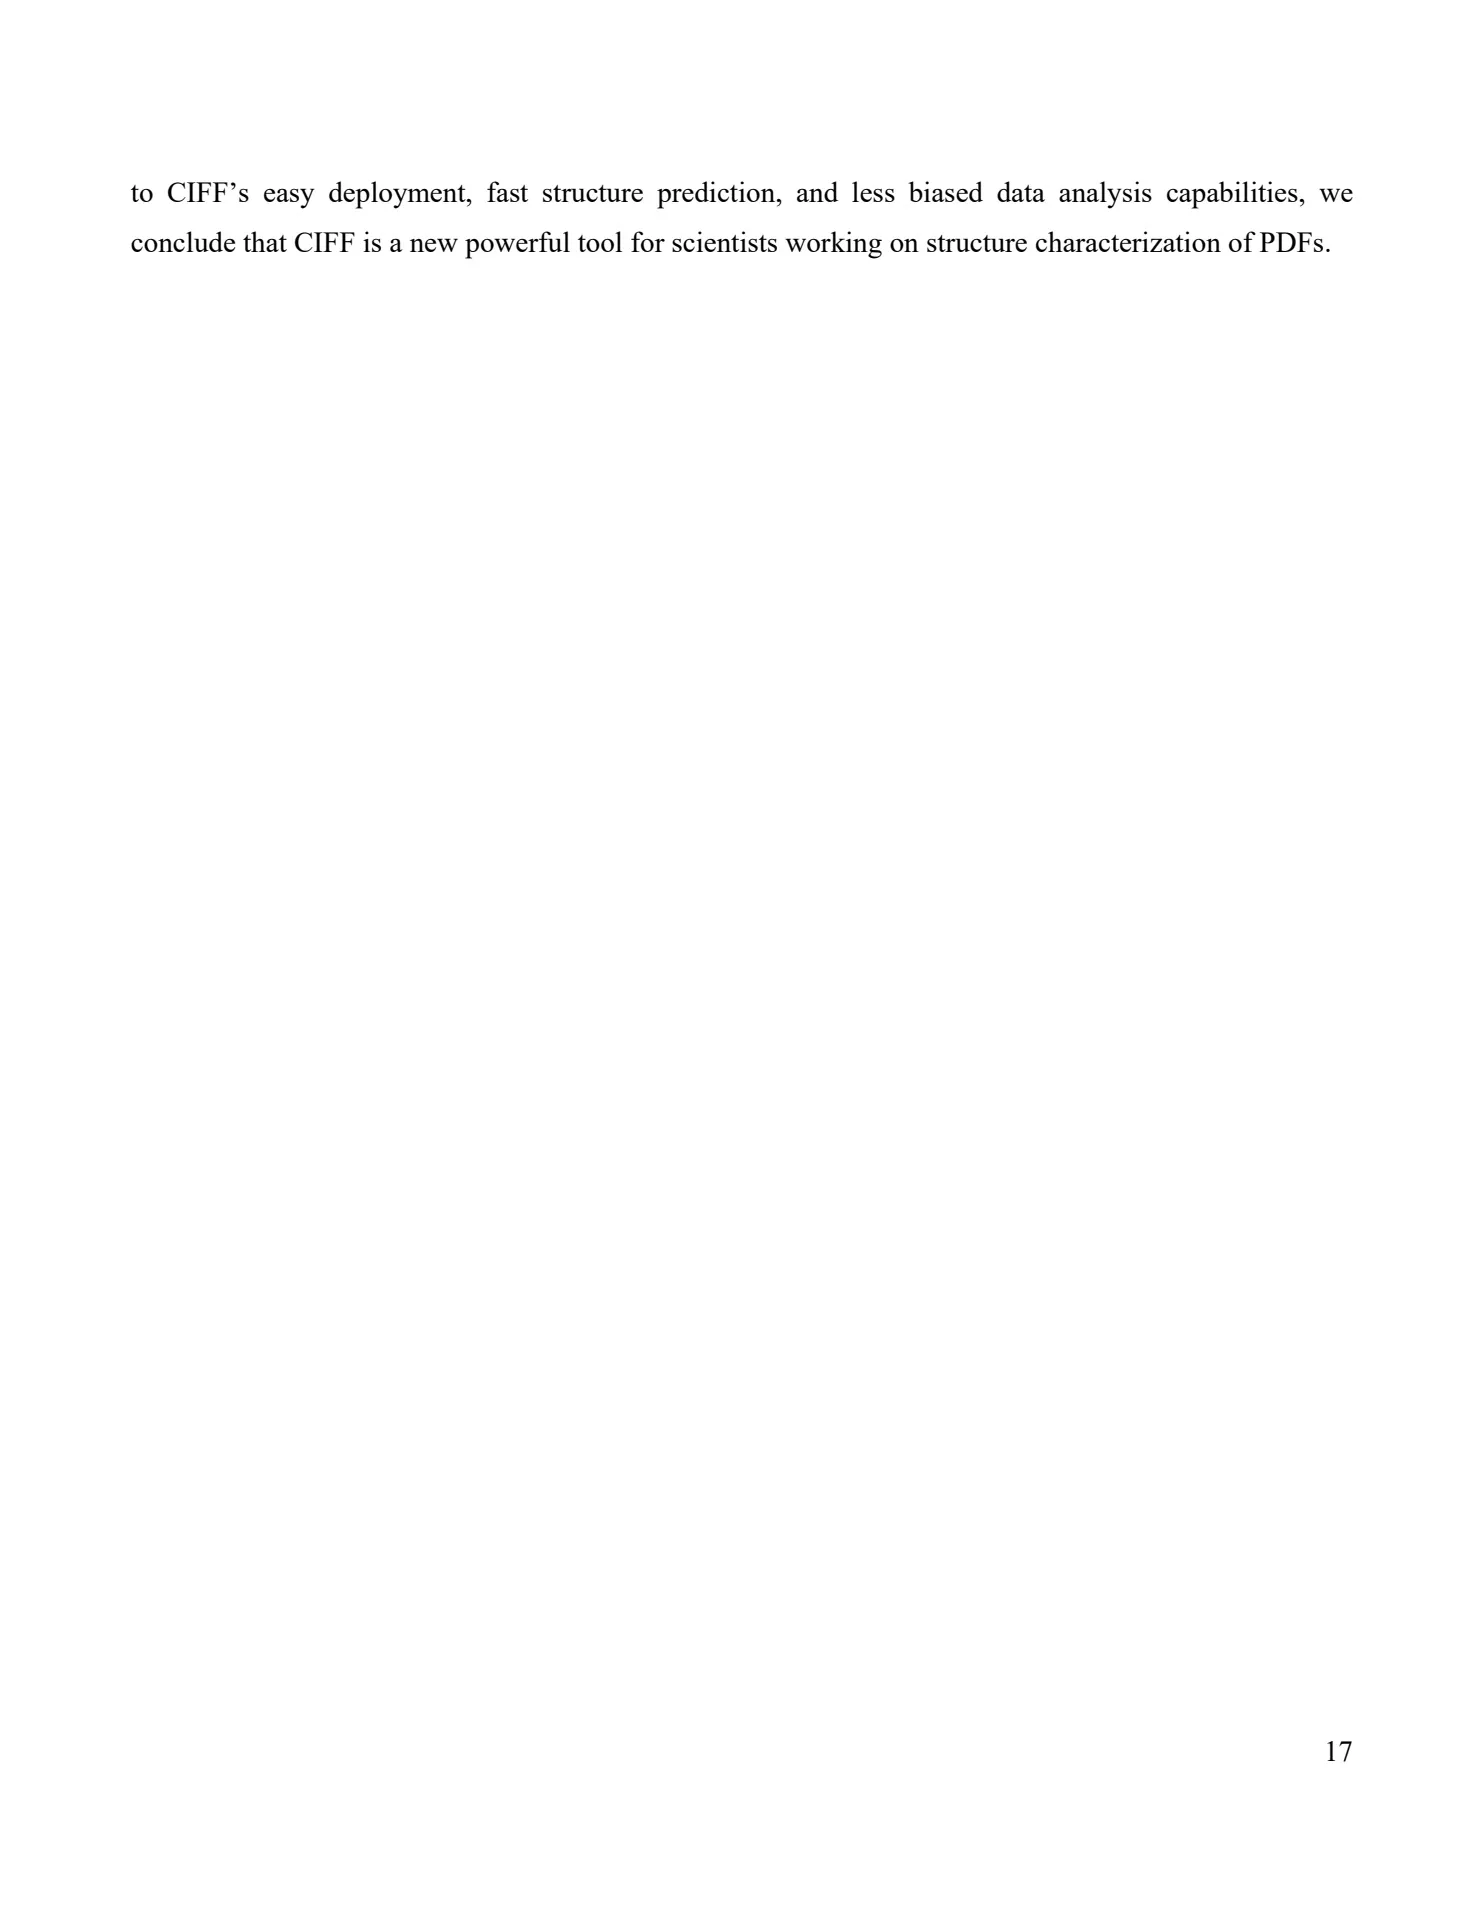 to CIFF’s easy deployment, fast structure prediction, and less biased data analysis capabilities, we
conclude that CIFF is a new powerful tool for scientists working on structure characterization of PDFs.
17